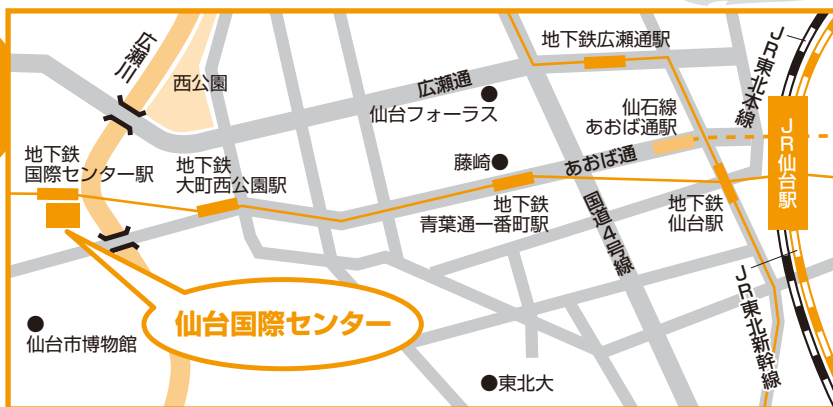 広瀬川
西公園
広瀬通
地下鉄広瀬通駅
JR東北本線
仙台フォーラス
仙石線
あおば通駅
JR仙台駅
地下鉄
国際センター駅
地下鉄
大町西公園駅
藤崎
あおば通
地下鉄
青葉通一番町駅
国道4号線
地下鉄
仙台駅
仙台国際センター
仙台市博物館
東北大
JR東北新幹線